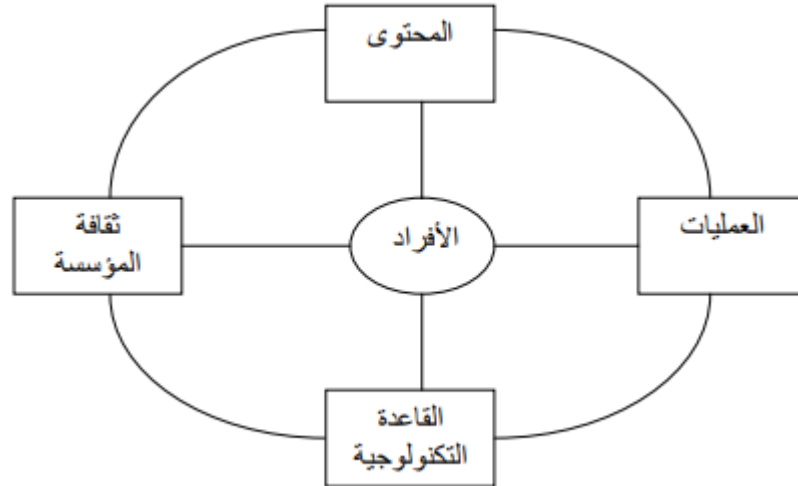 المحتوى
ثقافة
المؤسسة
الأفراد
العمليات
القاعدة
التكنولوجية